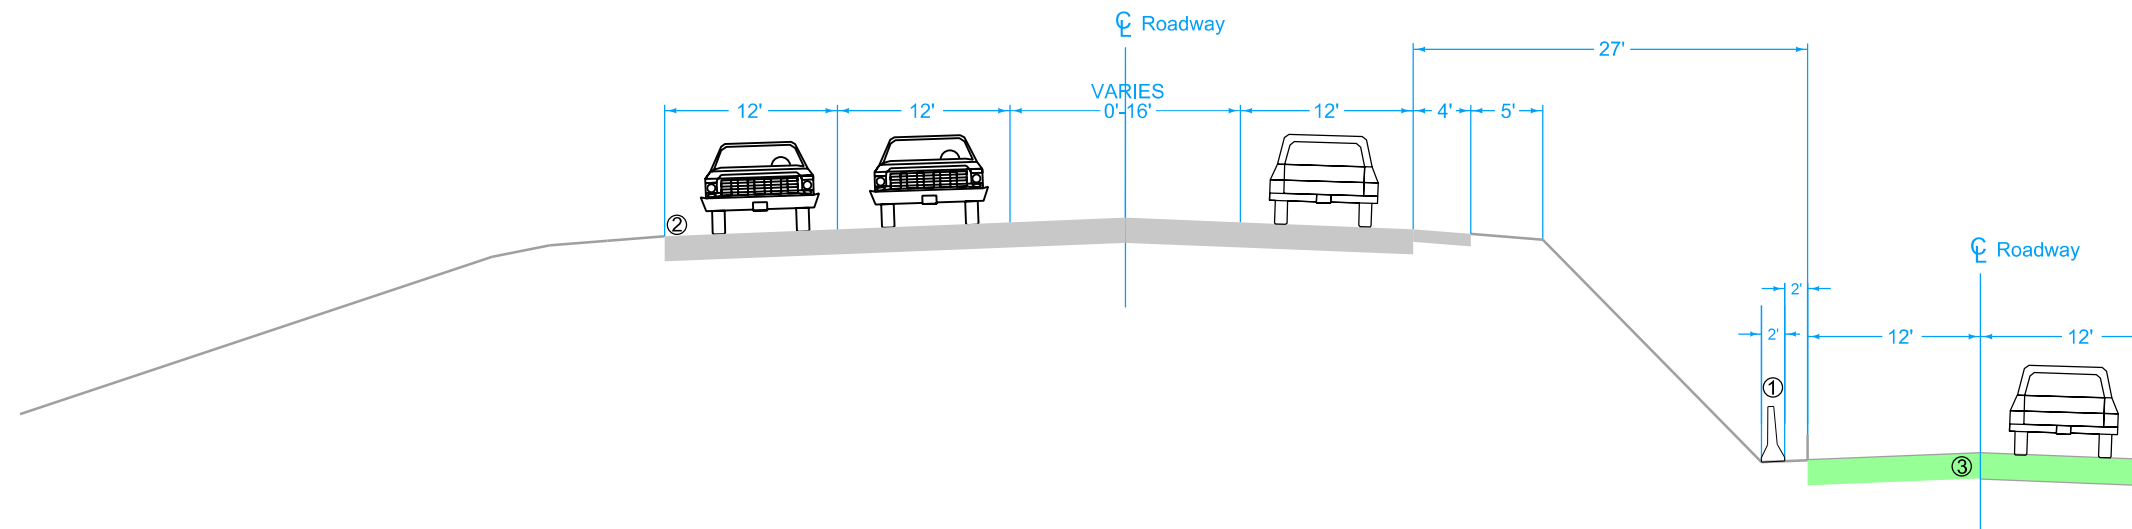 ℄ Roadway
27'
VARIES
12' 12' 0'-16' 12' 4' 5'
②
℄ Roadway
2'
2' 12' 12'
①
③